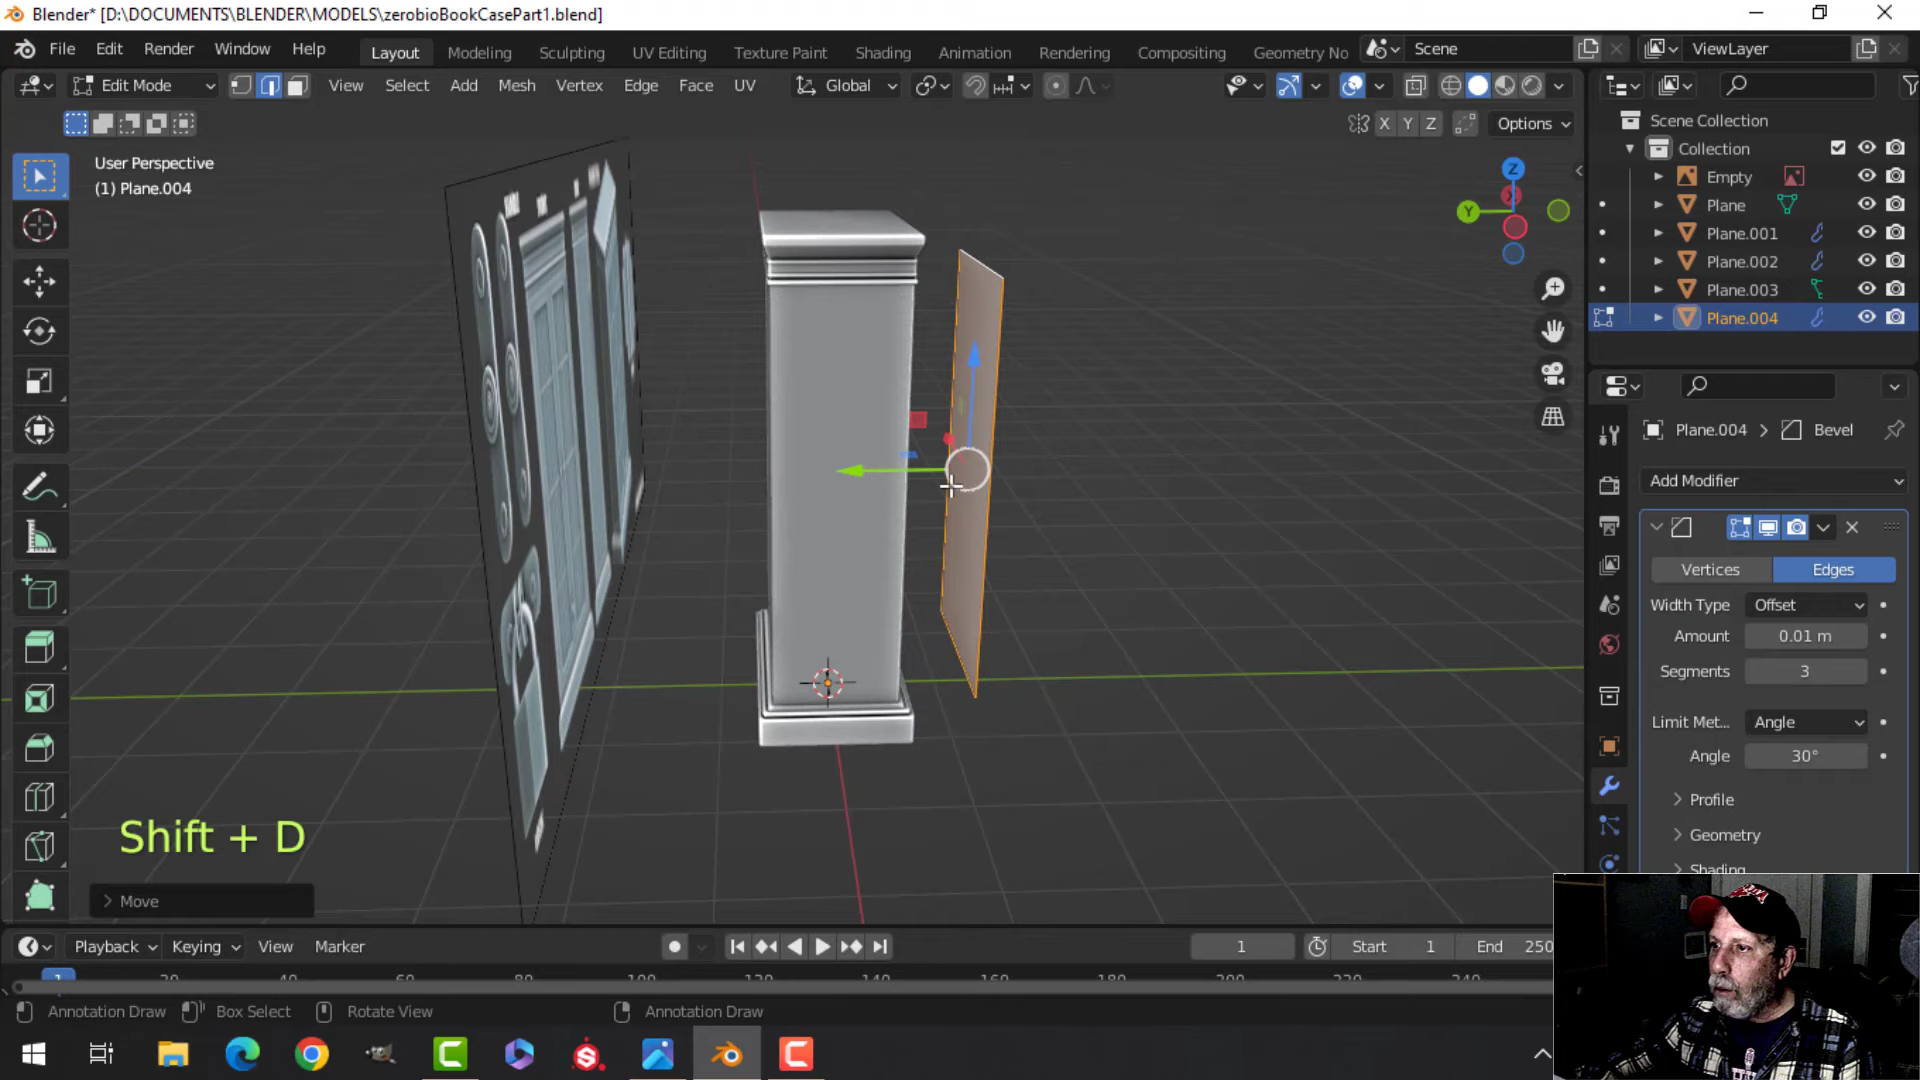 Blender* [D:\DOCUMENTS\BLENDER\MODELS\zerobioBookCasePart1.blend]
File Edit Render Window Help Layout Modeling Sculpting UV Editing Texture Paint Shading Animation Rendering Compositing Geometry No Scene ViewLayer
Edit Mode View Select Add Mesh Vertex Edge Face UV Global
X Y Z Options
User Perspective
(1) Plane.004
Z
Y
Scene Collection
Collection
Empty
Plane
Plane.001
Plane.002
Plane.003
Plane.004
Plane.004 > Bevel
Add Modifier
Vertices Edges
Width Type Offset
Amount 0.01 m
Segments 3
Limit Met... Angle
Angle 30°
Profile
Geometry
Shading
Shift + D
Move
Playback Keying View Marker 1 Start 1 End 250
Annotation Draw Box Select Rotate View Annotation Draw